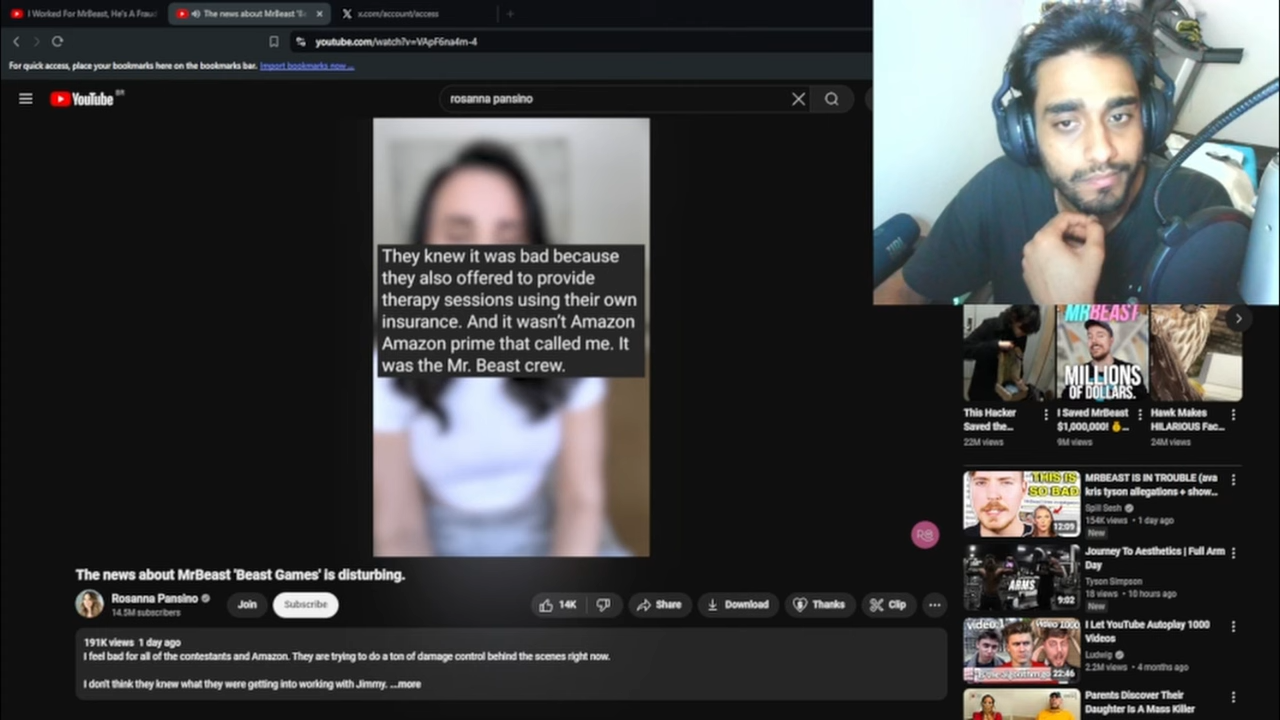 I Worked For MrBeast, He's A Frau
The news about MrBeast 'B
x.com/account/access
youtube.com/watch?v=VApF6na4m-4
For quick access, place your bookmarks here on the bookmarks bar. Import bookmarks now ...
YouTube BR
rosanna pansino
They knew it was bad because
they also offered to provide
therapy sessions using their own
insurance. And it wasn't Amazon
Amazon prime that called me. It
was the Mr. Beast crew.
The news about MrBeast 'Beast Games' is disturbing.
Rosanna Pansino
14.5M subscribers
Join
Subscribe
14K
Share
Download
Thanks
Clip
191K views 1 day ago
I feel bad for all of the contestants and Amazon. They are trying to do a ton of damage control behind the scenes right now.
I don't think they knew what they were getting into working with Jimmy. ...more
MRBEAST
MILLIONS
OF DOLLARS.
This Hacker
Saved the...
22M views
I Saved MrBeast
$1,000,000!
9M views
Hawk Makes
HILARIOUS Fac...
24M views
THIS IS
SO BAD
12:09
MRBEAST IS IN TROUBLE (ava
kris tyson allegations + show...
Spill Sesh
154K views • 1 day ago
New
ARMS
9:02
Journey To Aesthetics | Full Arm
Day
Tyson Simpson
18 views • 10 hours ago
New
video 1
Video 1000
22:46
I Let YouTube Autoplay 1000
Videos
Ludwig
2.2M views • 4 months ago
Parents Discover Their
Daughter Is A Mass Killer